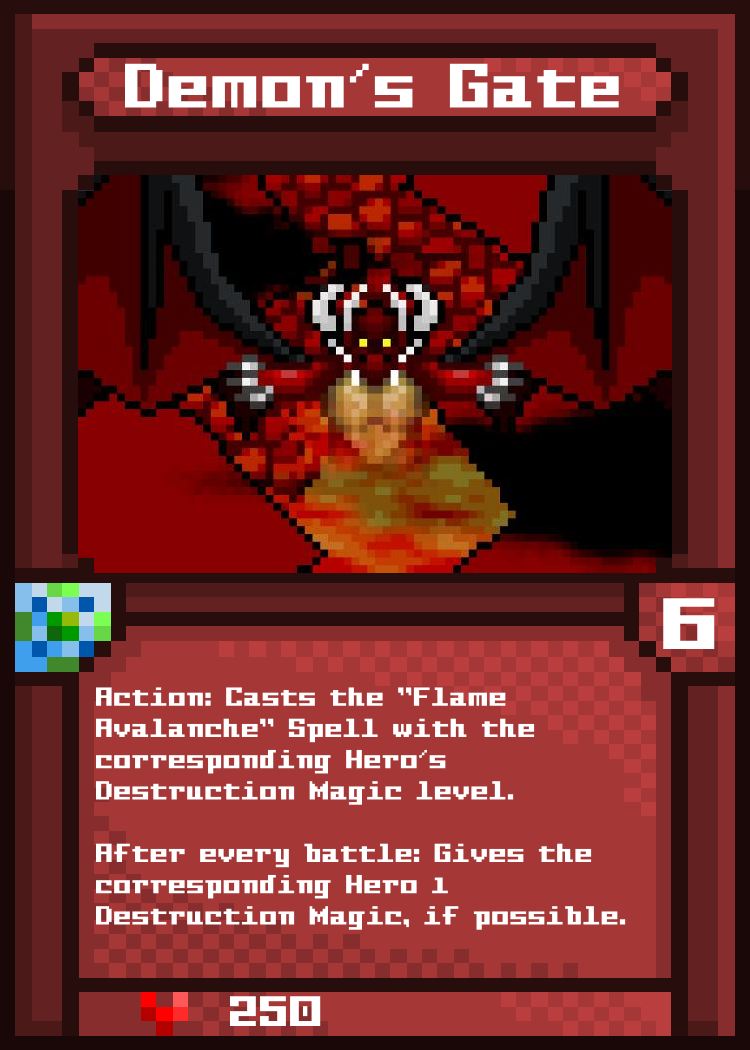 Demon's Gate
6
Action: Casts the "Flame
Avalanche" Spell with the
corresponding Hero's
Destruction Magic level.
After every battle: Gives the
corresponding Hero 1
Destruction Magic, if possible.
250